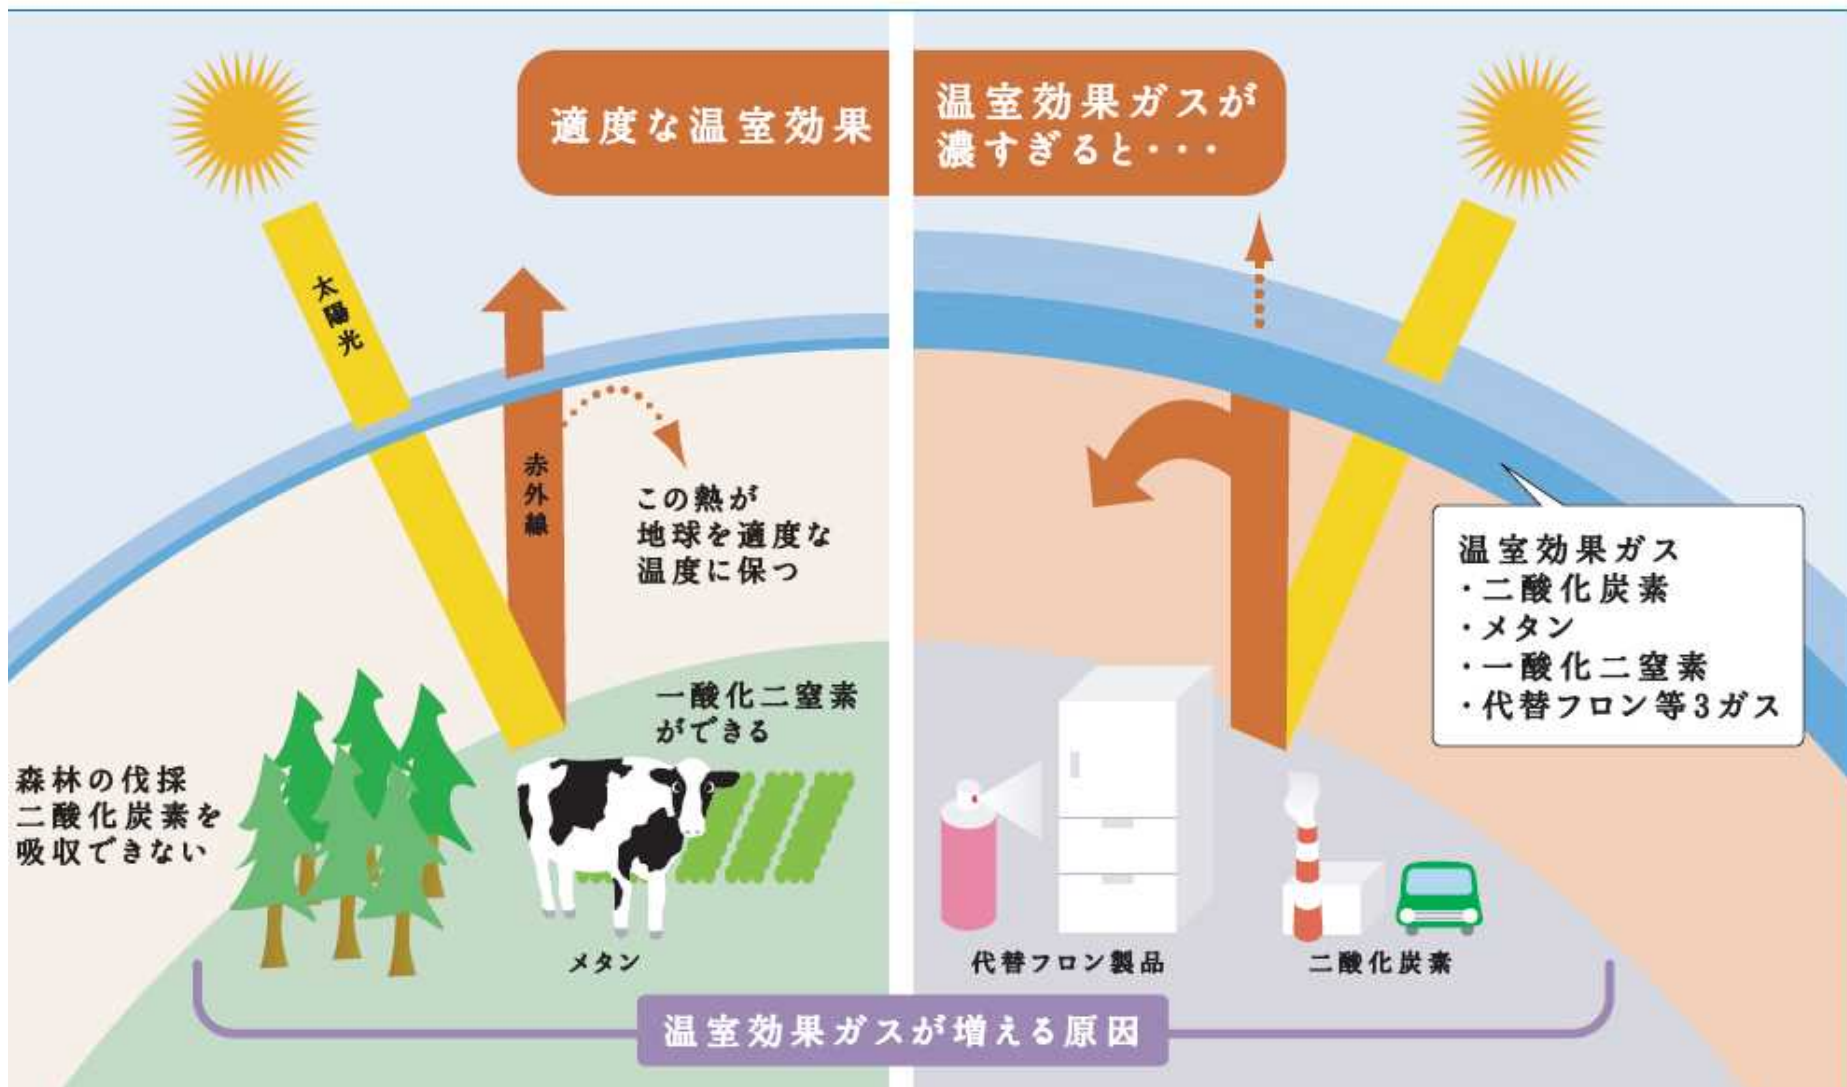 適度な温室効果
太陽光
赤外線
この熱が
地球を適度な
温度に保つ
一酸化二窒素
ができる
森林の伐採
二酸化炭素を
吸収できない
メタン
温室効果ガスが
濃すぎると・・・
温室効果ガス
・二酸化炭素
・メタン
・一酸化二窒素
・代替フロン等3ガス
代替フロン製品
二酸化炭素
温室効果ガスが増える原因